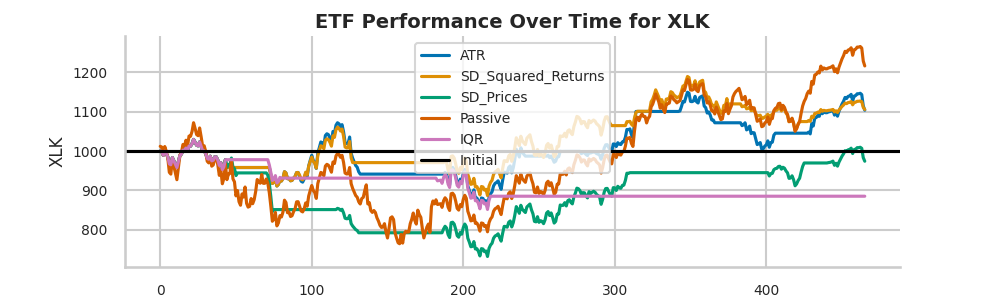 ETF Performance Over Time for XLK
XLK
1200
1100
1000
900
800
ATR
SD_Squared_Returns
SD_Prices
Passive
IQR
Initial
0
100
200
300
400